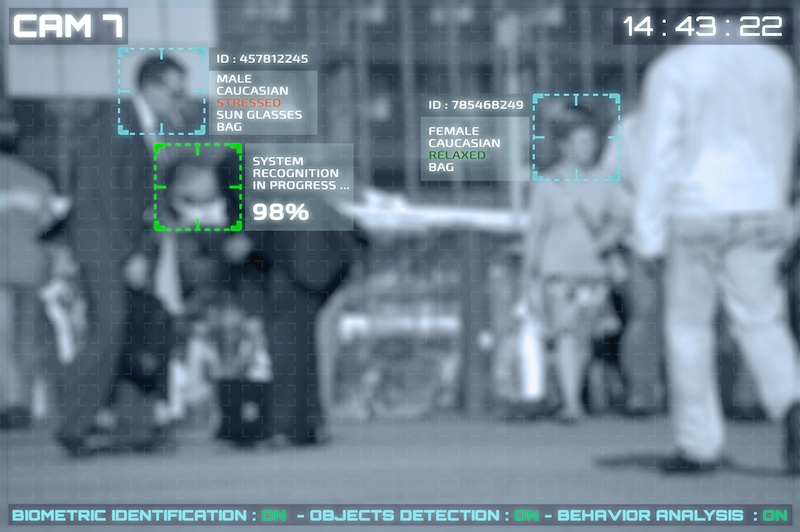 CAM 7
14 : 43 : 22
ID : 457812245
MALE
CAUCASIAN
STRESSED
SUN GLASSES
BAG
ID : 785468249
FEMALE
CAUCASIAN
RELAXED
BAG
SYSTEM
RECOGNITION
IN PROGRESS ...
98%
BIOMETRIC IDENTIFICATION : ON - OBJECTS DETECTION : ON - BEHAVIOR ANALYSIS : ON